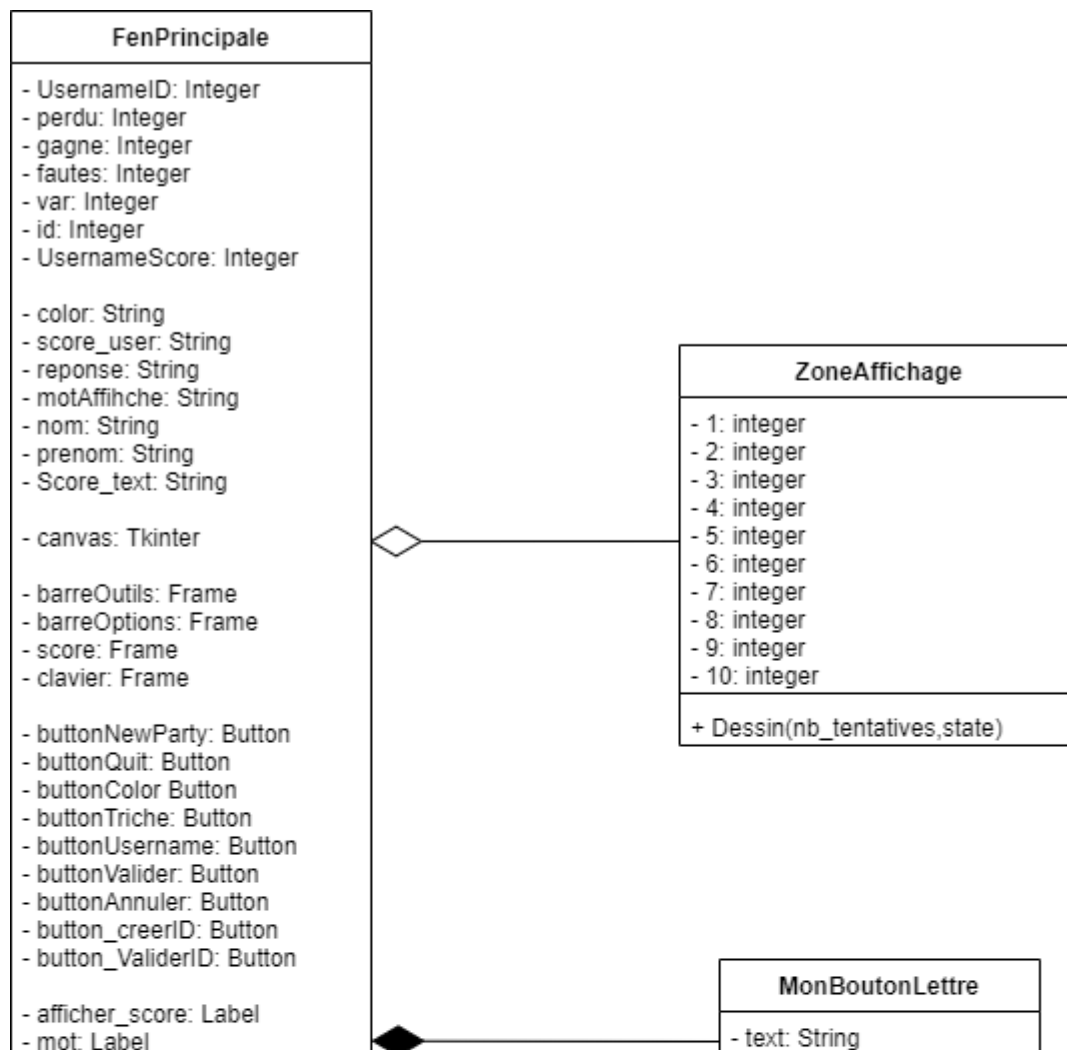 FenPrincipale
- UsernameID: Integer
- perdu: Integer
- gagne: Integer
- fautes: Integer
- var: Integer
- id: Integer
- UsernameScore: Integer
- color: String
- score_user: String
- reponse: String
- motAffihche: String
- nom: String
- prenom: String
- Score_text: String
- canvas: Tkinter
- barreOutils: Frame
- barreOptions: Frame
- score: Frame
- clavier: Frame
- buttonNewParty: Button
- buttonQuit: Button
- buttonColor Button
- buttonTriche: Button
- buttonUsername: Button
- buttonValider: Button
- buttonAnnuler: Button
- button_creerID: Button
- button_ValiderID: Button
- afficher_score: Label
- mot: Label
ZoneAffichage
- 1: integer
- 2: integer
- 3: integer
- 4: integer
- 5: integer
- 6: integer
- 7: integer
- 8: integer
- 9: integer
- 10: integer
+ Dessin(nb_tentatives,state)
MonBoutonLettre
- text: String